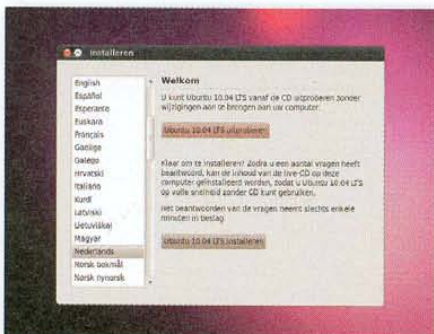 Installeren
English
Español
Esperanto
Euskara
Français
Gaeilge
Galego
Hrvatski
Italiano
Kurdî
Latviski
Lietuviškai
Magyar
Nederlands
Norsk bokmål
Norsk nynorsk
Welkom
U kunt Ubuntu 10.04 LTS vanaf de CD uitproberen zonder
wijzigingen aan te brengen aan uw computer.
Ubuntu 10.04 LTS uitproberen
Klaar om te installeren? Zodra u een aantal vragen heeft
beantwoord, kan de inhoud van de live-CD op deze
computer geïnstalleerd worden, zodat u Ubuntu 10.04 LTS
op volle snelheid zonder CD kunt gebruiken.
Het beantwoorden van de vragen neemt slechts enkele
minuten in beslag.
Ubuntu 10.04 LTS installeren